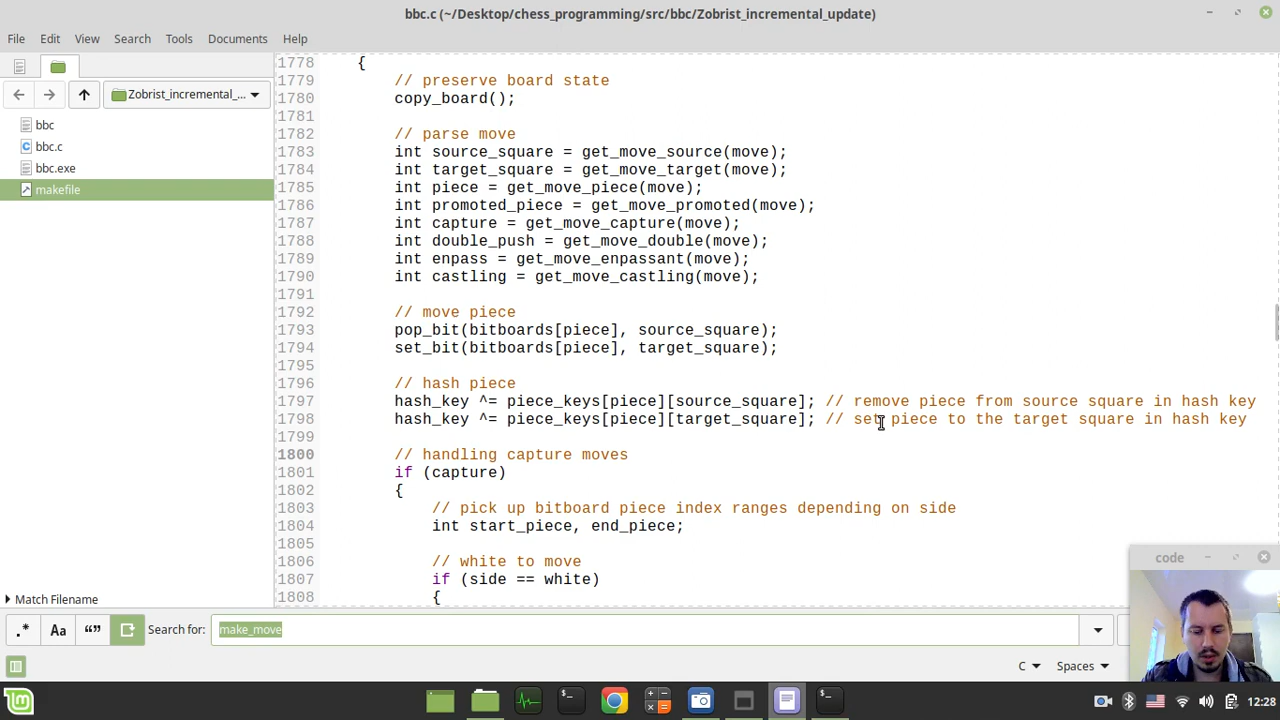 bbc.c (~/Desktop/chess_programming/src/bbc/Zobrist_incremental_update)
File Edit View Search Tools Documents Help
Zobrist_incremental_...
bbc
bbc.c
bbc.exe
makefile
Match Filename
1778 {
1779 // preserve board state
1780 copy_board();
1781
1782 // parse move
1783 int source_square = get_move_source(move);
1784 int target_square = get_move_target(move);
1785 int piece = get_move_piece(move);
1786 int promoted_piece = get_move_promoted(move);
1787 int capture = get_move_capture(move);
1788 int double_push = get_move_double(move);
1789 int enpass = get_move_enpassant(move);
1790 int castling = get_move_castling(move);
1791
1792 // move piece
1793 pop_bit(bitboards[piece], source_square);
1794 set_bit(bitboards[piece], target_square);
1795
1796 // hash piece
1797 hash_key ^= piece_keys[piece][source_square]; // remove piece from source square in hash key
1798 hash_key ^= piece_keys[piece][target_square]; // set piece to the target square in hash key
1799
1800 // handling capture moves
1801 if (capture)
1802 {
1803 // pick up bitboard piece index ranges depending on side
1804 int start_piece, end_piece;
1805
1806 // white to move
1807 if (side == white)
1808 {
code
.* Aa “” Search for: make_move
C Spaces
12:28